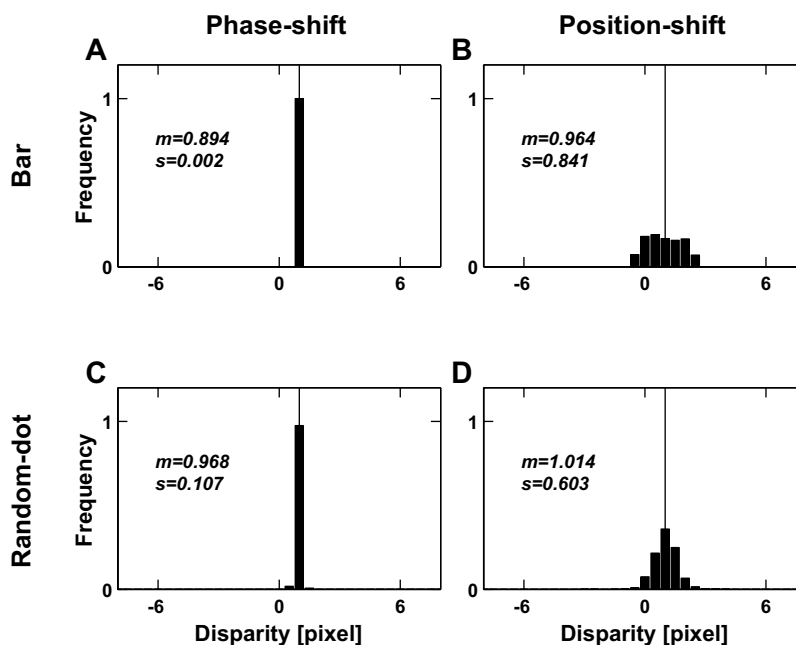 Phase-shift
Position-shift
A
B
Bar
Frequency
1
0
-6
0
6
m=0.894
s=0.002
1
0
-6
0
6
m=0.964
s=0.841
C
D
Random-dot
Frequency
1
0
-6
0
6
m=0.968
s=0.107
Disparity [pixel]
1
0
-6
0
6
m=1.014
s=0.603
Disparity [pixel]